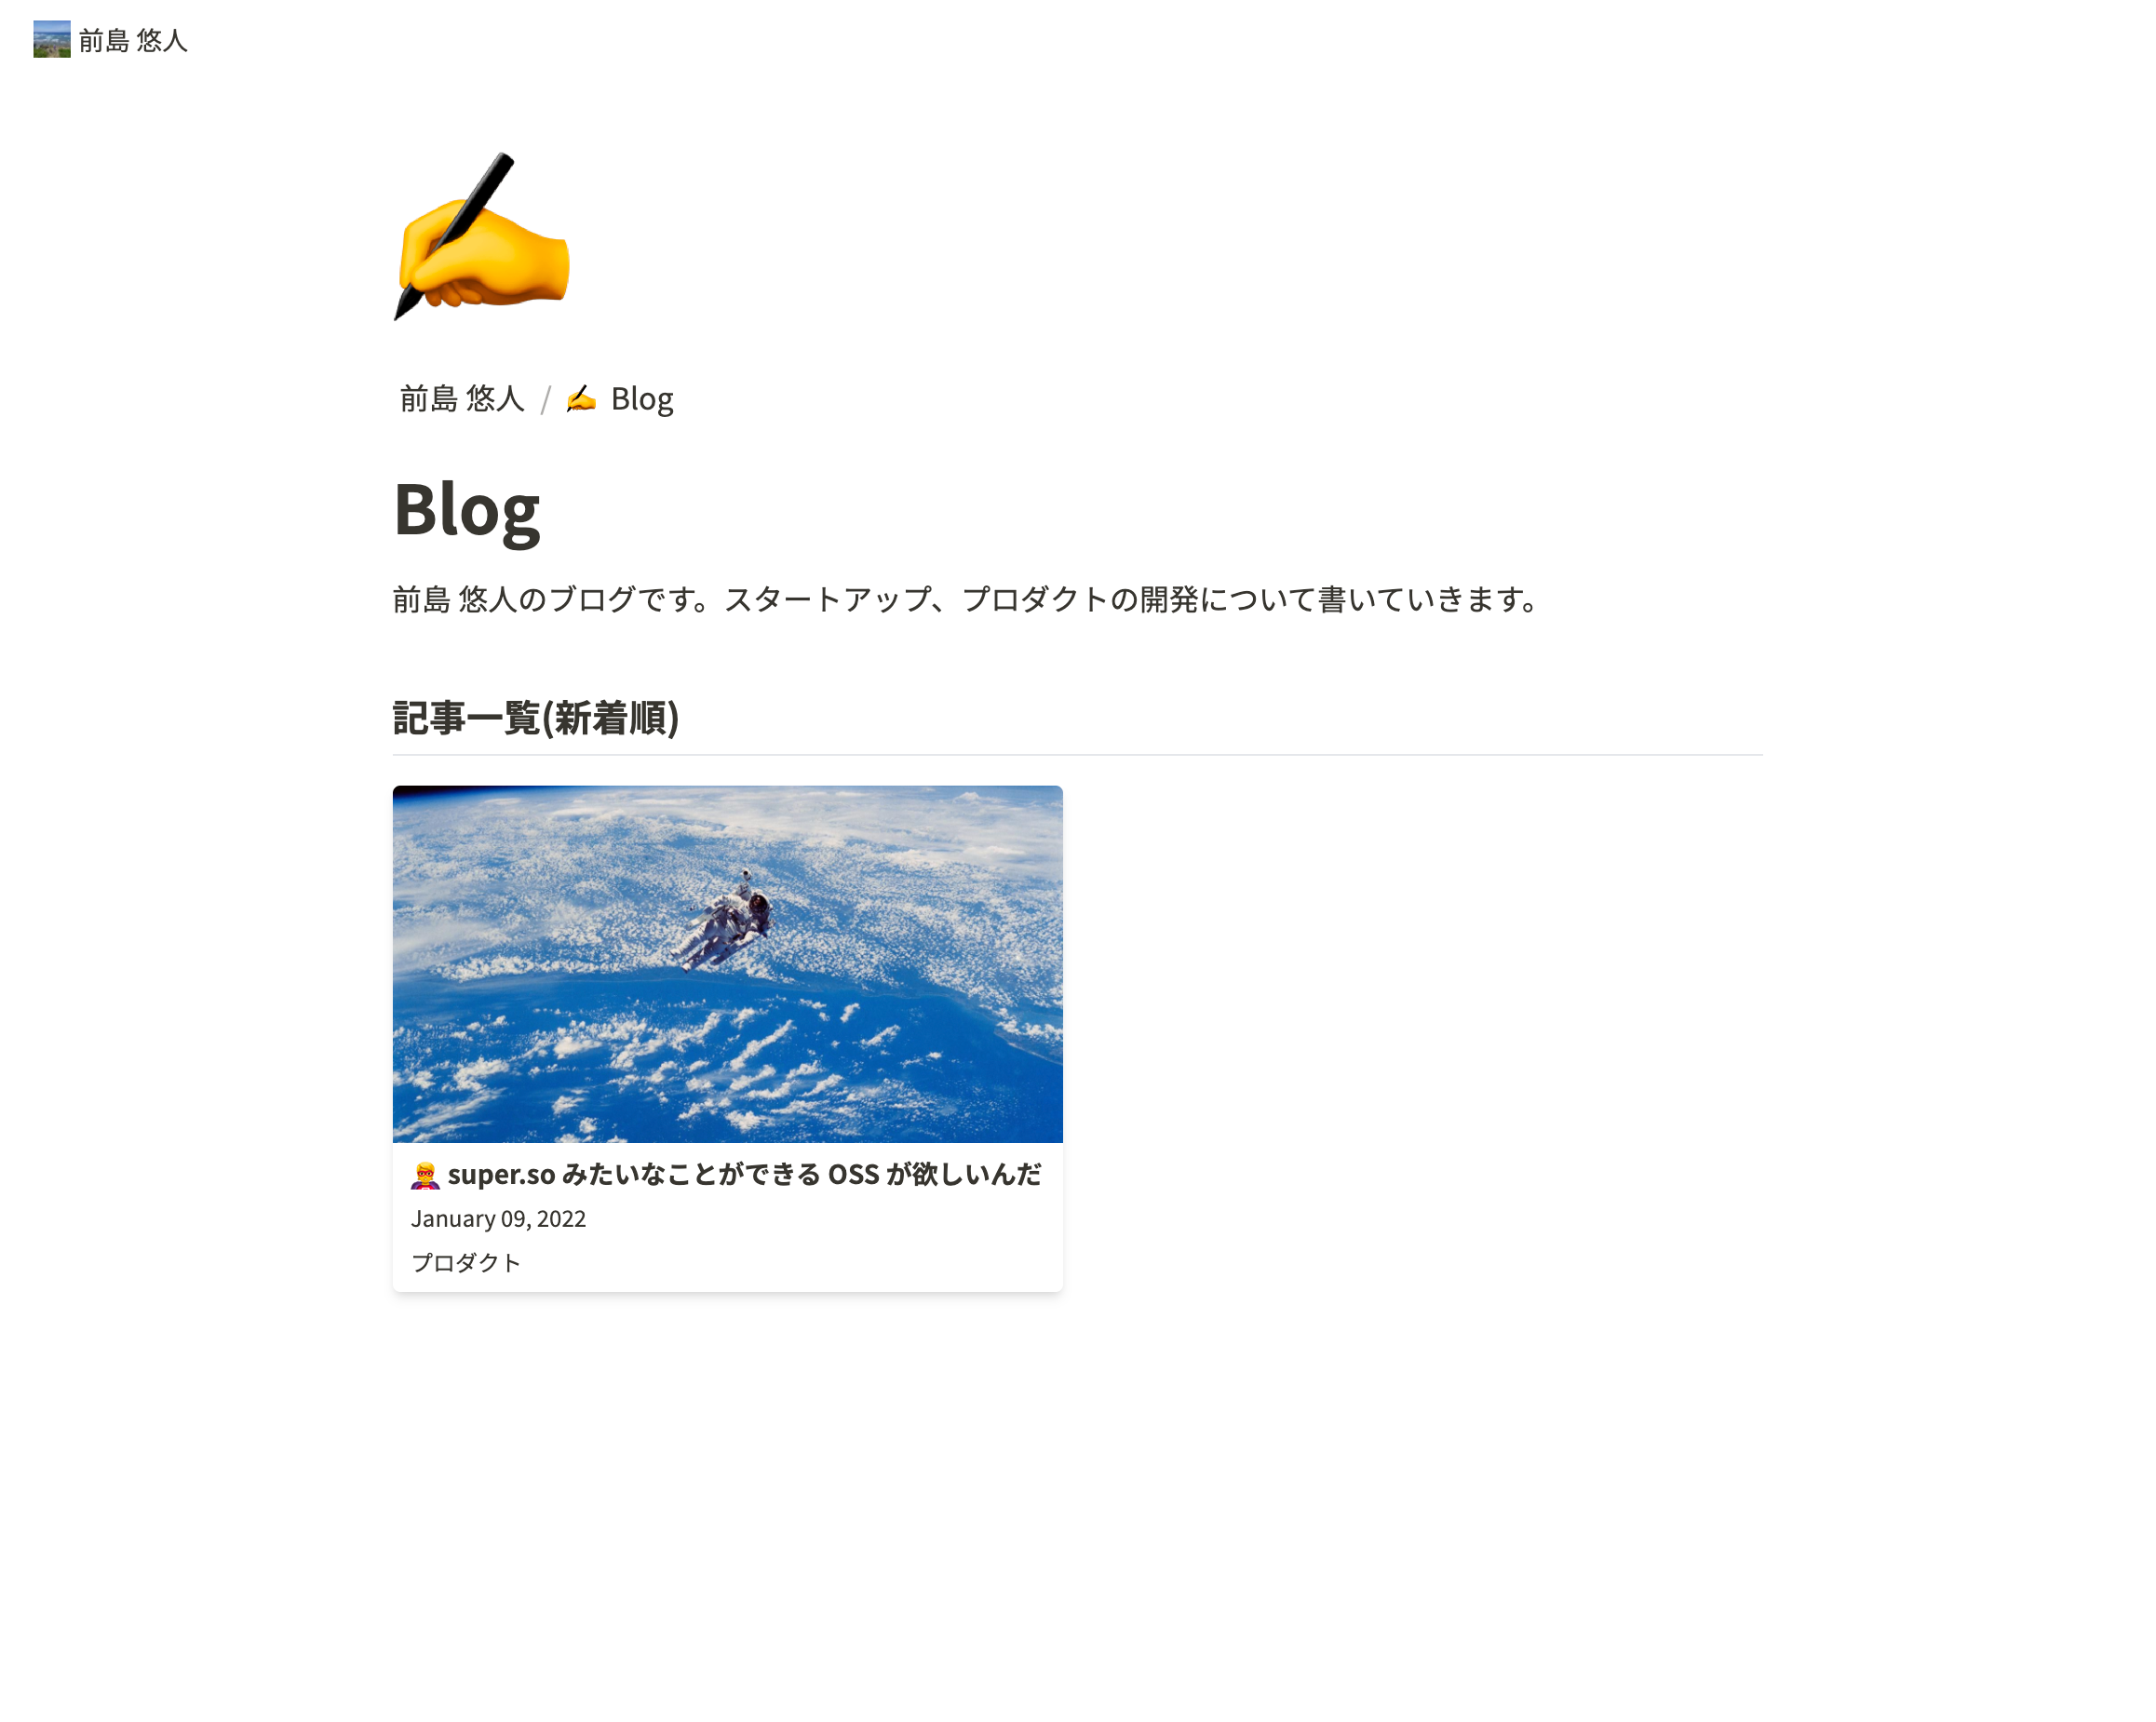 前島 悠人
前島 悠人 / ✍️ Blog
Blog
前島 悠人のブログです。スタートアップ、プロダクトの開発について書いていきます。
記事一覧(新着順)
super.so みたいなことができる OSS が欲しいんだ
January 09, 2022
プロダクト